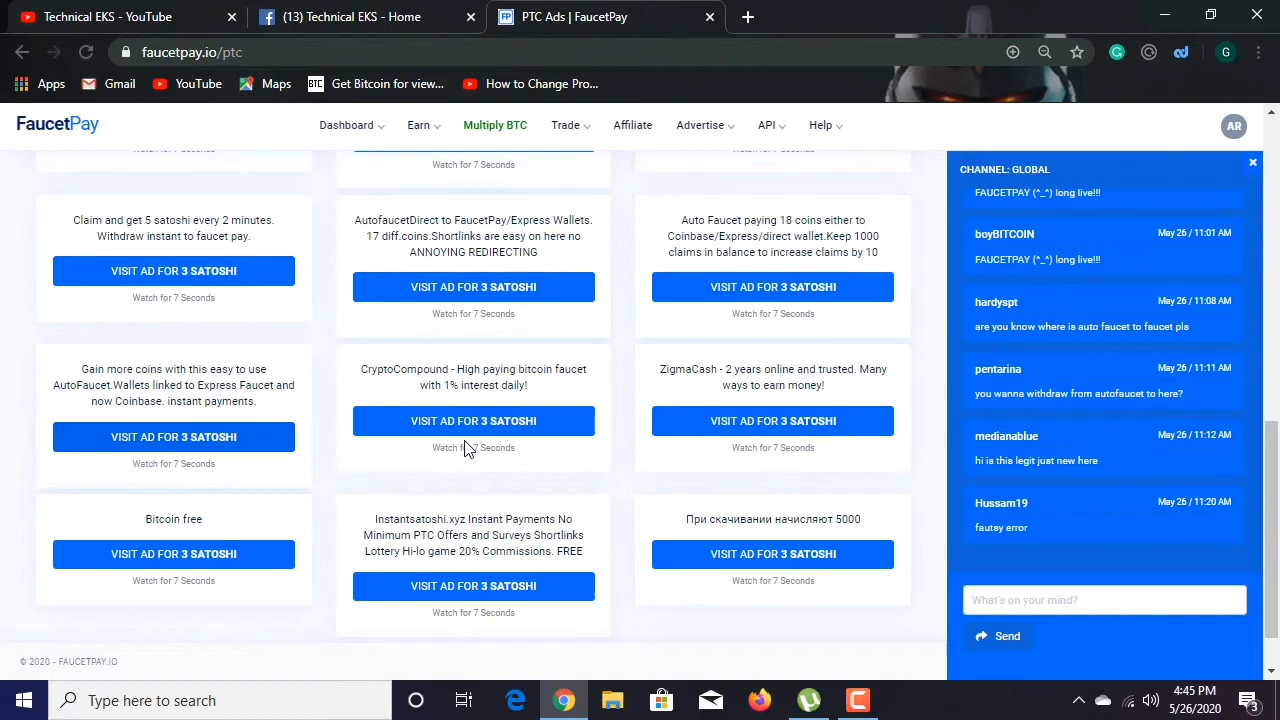 Technical EKS - YouTube
(13) Technical EKS - Home
FP
PTC Ads | FaucetPay
faucetpay.io/ptc
G
Apps
Gmail
YouTube
Maps
BTC
Get Bitcoin for view...
How to Change Pro...
FaucetPay
Dashboard
Earn
Multiply BTC
Trade
Affiliate
Advertise
API
Help
AR
Watch for 7 Seconds
Watch for 7 Seconds
Watch for 7 Seconds
Claim and get 5 satoshi every 2 minutes.
Withdraw instant to faucet pay.
VISIT AD FOR 3 SATOSHI
Watch for 7 Seconds
AutofaucetDirect to FaucetPay/Express Wallets.
17 diff.coins.Shortlinks are easy on here no
ANNOYING REDIRECTING
VISIT AD FOR 3 SATOSHI
Watch for 7 Seconds
Auto Faucet paying 18 coins either to
Coinbase/Express/direct wallet.Keep 1000
claims in balance to increase claims by 10
VISIT AD FOR 3 SATOSHI
Watch for 7 Seconds
Gain more coins with this easy to use
AutoFaucet.Wallets linked to Express Faucet and
now Coinbase. instant payments.
VISIT AD FOR 3 SATOSHI
Watch for 7 Seconds
CryptoCompound - High paying bitcoin faucet
with 1% interest daily!
VISIT AD FOR 3 SATOSHI
Watch for 7 Seconds
ZigmaCash - 2 years online and trusted. Many
ways to earn money!
VISIT AD FOR 3 SATOSHI
Watch for 7 Seconds
Bitcoin free
VISIT AD FOR 3 SATOSHI
Watch for 7 Seconds
Instantsatoshi.xyz Instant Payments No
Minimum PTC Offers and Surveys Shortlinks
Lottery Hi-lo game 20% Commissions. FREE
VISIT AD FOR 3 SATOSHI
Watch for 7 Seconds
При скачивании начисляют 5000
VISIT AD FOR 3 SATOSHI
Watch for 7 Seconds
© 2020 - FAUCETPAY.IO
CHANNEL: GLOBAL
FAUCETPAY (^_^) long live!!!
boyBITCOIN May 26 / 11:01 AM
FAUCETPAY (^_^) long live!!!
hardyspt May 26 / 11:08 AM
are you know where is auto faucet to faucet pls
pentarina May 26 / 11:11 AM
you wanna withdraw from autofaucet to here?
medianablue May 26 / 11:12 AM
hi is this legit just new here
Hussam19 May 26 / 11:20 AM
fautsy error
What's on your mind?
Send
Type here to search
4:45 PM
5/26/2020
3